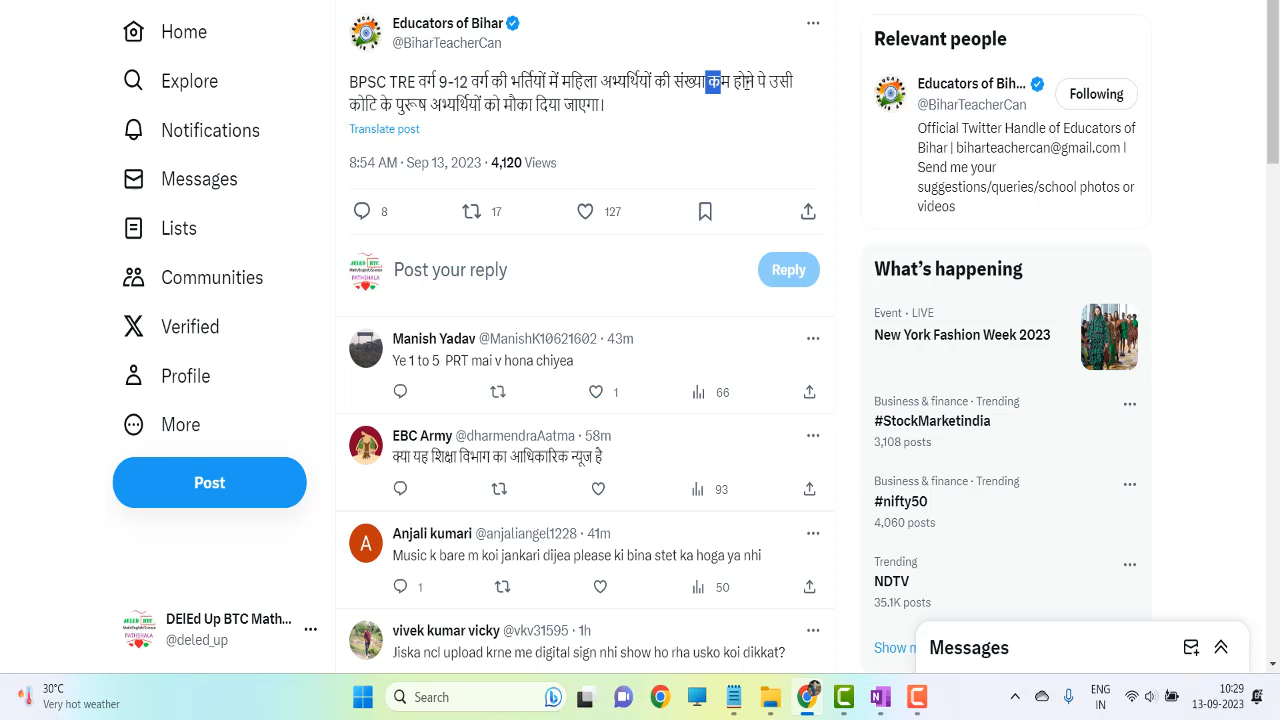 Home
Explore
Notifications
Messages
Lists
Communities
Verified
Profile
More
Post
DElEd Up BTC Math...
@deled_up
Educators of Bihar
@BiharTeacherCan
BPSC TRE वर्ग 9-12 वर्ग की भर्तियों में महिला अभ्यर्थियों की संख्या कम होने पे उसी
कोटि के पुरूष अभ्यर्थियों को मौका दिया जाएगा।
Translate post
8:54 AM · Sep 13, 2023 · 4,120 Views
8 17 127
Post your reply
Reply
Manish Yadav @ManishK10621602 · 43m
Ye 1 to 5 PRT mai v hona chiyea
1 66
EBC Army @dharmendraAatma · 58m
क्या यह शिक्षा विभाग का आधिकारिक न्यूज है
93
Anjali kumari @anjaliangel1228 · 41m
Music k bare m koi jankari dijea please ki bina stet ka hoga ya nhi
1 50
vivek kumar vicky @vkv31595 · 1h
Jiska ncl upload krne me digital sign nhi show ho rha usko koi dikkat?
Relevant people
Educators of Bihar
@BiharTeacherCan
Following
Official Twitter Handle of Educators of
Bihar | biharteachercan@gmail.com |
Send me your
suggestions/queries/school photos or
videos
What's happening
Event · LIVE
New York Fashion Week 2023
Business & finance · Trending
#StockMarketindia
3,108 posts
Business & finance · Trending
#nifty50
4,060 posts
Trending
NDTV
35.1K posts
Show
Messages
30°C
Very hot weather
Search
ENG
IN
10:29
13-09-2023